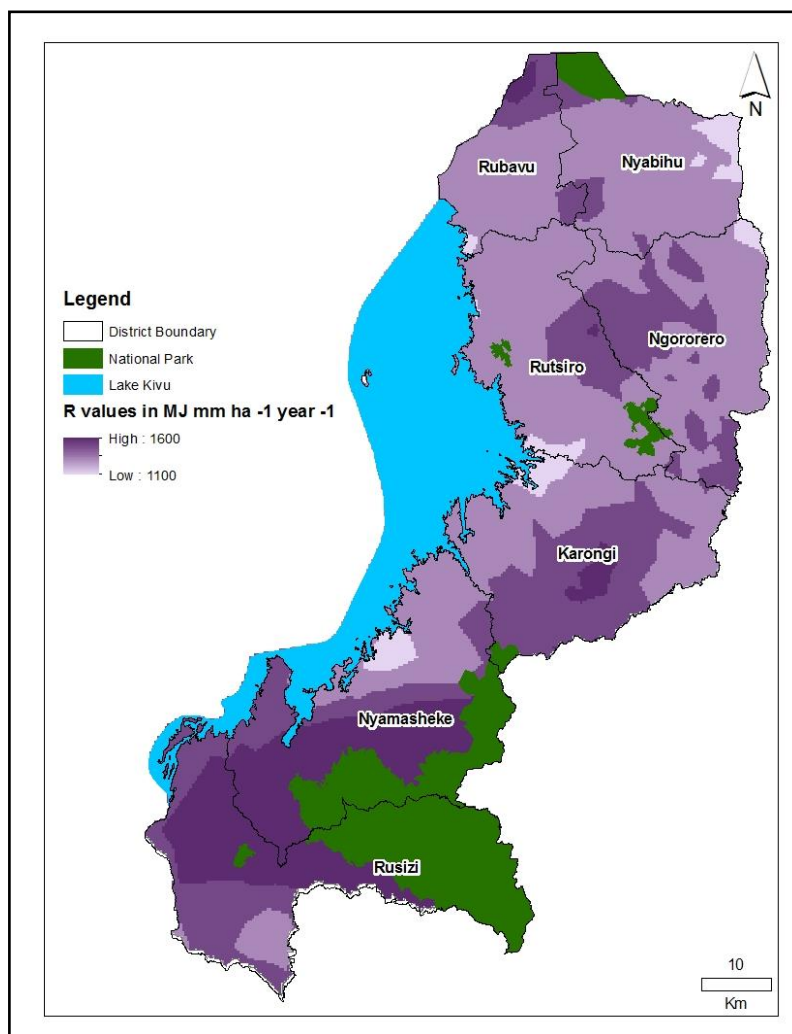 N
Rubavu
Nyabihu
Legend
District Boundary
National Park
Lake Kivu
R values in MJ mm ha -1 year -1
High : 1600
Low : 1100
Ngororero
Rutsiro
Karongi
Nyamasheke
Rusizi
10
Km